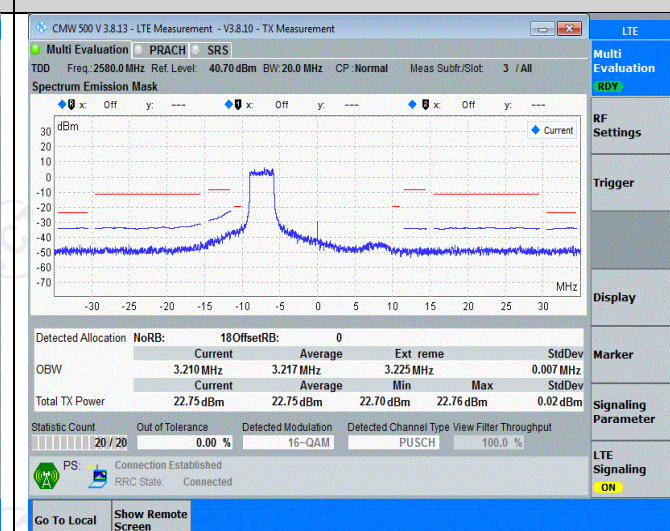 CMW 500 V 3.8.13 - LTE Measurement - V3.8.10 - TX Measurement
LTE
Multi Evaluation PRACH SRS
Multi Evaluation
RDY
TDD Freq.:2580.0 MHz Ref. Level: 40.70 dBm BW:20.0 MHz CP :Normal Meas Subfr./Slot: 3 / All
Spectrum Emission Mask
x: Off y: --- x: Off y: --- x: Off y: ---
dBm
Current
30
20
10
0
-10
-20
-30
-40
-50
-60
-70
MHz
-30 -25 -20 -15 -10 -5 0 5 10 15 20 25 30
RF Settings
Trigger
Display
Marker
Signaling Parameter
LTE Signaling
ON
Detected Allocation NoRB: 18 OffsetRB: 0
Current Average Ext reme StdDev
OBW 3.210 MHz 3.217 MHz 3.225 MHz 0.007 MHz
Current Average Min Max StdDev
Total TX Power 22.75 dBm 22.75 dBm 22.70 dBm 22.76 dBm 0.02 dBm
Statistic Count Out of Tolerance Detected Modulation Detected Channel Type View Filter Throughput
20 / 20 0.00 % 16-QAM PUSCH 100.0 %
PS: Connection Established
RRC State: Connected
Go To Local
Show Remote Screen